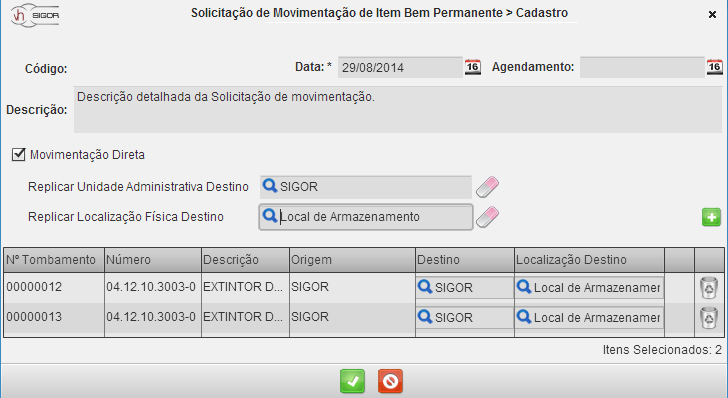 SIGOR
Solicitação de Movimentação de Item Bem Permanente > Cadastro
Código: Data: * 29/08/2014 16 Agendamento: 16
Descrição: Descrição detalhada da Solicitação de movimentação.
Movimentação Direta
Replicar Unidade Administrativa Destino SIGOR
Replicar Localização Física Destino Local de Armazenamento
Nº Tombamento Número Descrição Origem Destino Localização Destino
00000012 04.12.10.3003-0 EXTINTOR D... SIGOR SIGOR Local de Armazenamer
00000013 04.12.10.3003-0 EXTINTOR D... SIGOR SIGOR Local de Armazenamer
Itens Selecionados: 2